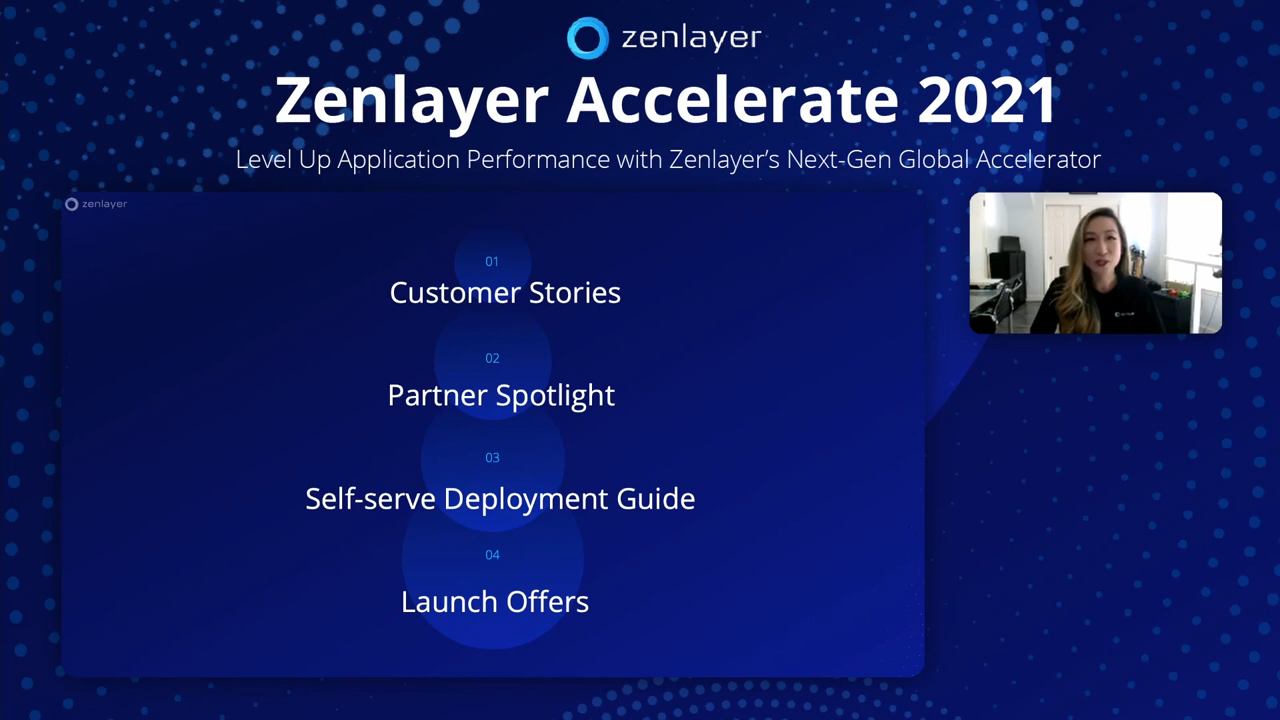 zenlayer
Zenlayer Accelerate 2021
Level Up Application Performance with Zenlayer’s Next-Gen Global Accelerator
zenlayer
01
Customer Stories
02
Partner Spotlight
03
Self-serve Deployment Guide
04
Launch Offers